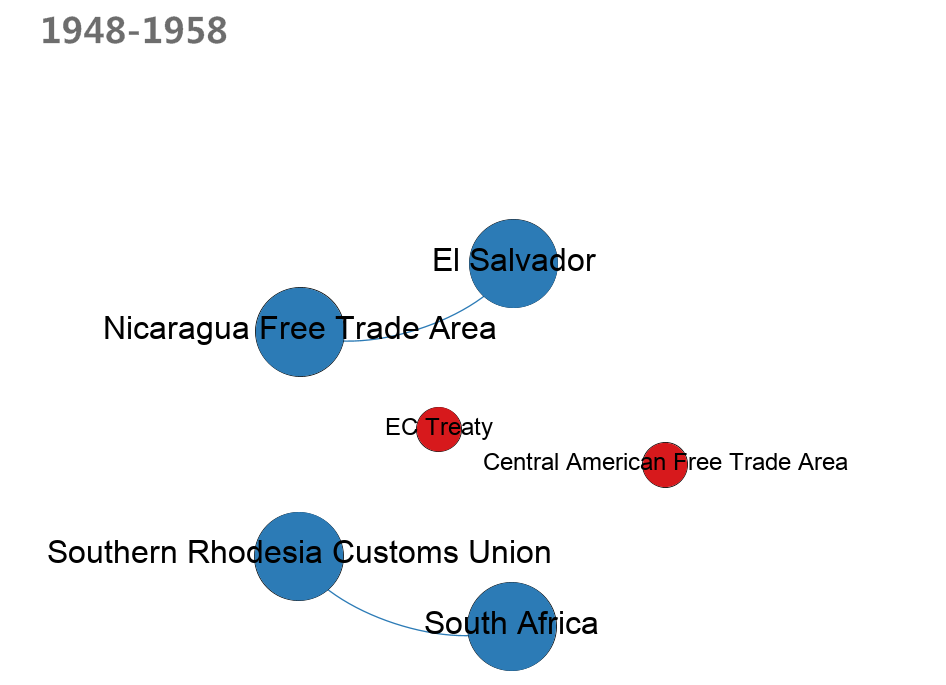 1948-1958
El Salvador
Nicaragua Free Trade Area
EC Treaty
Central American Free Trade Area
Southern Rhodesia Customs Union
South Africa